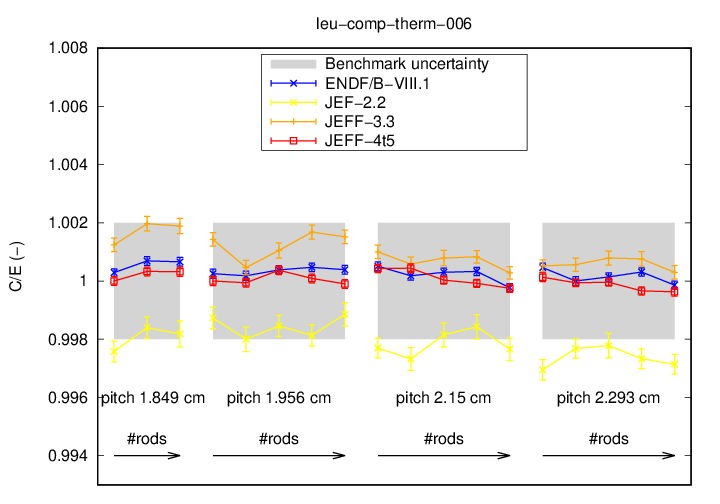 leu−comp−therm−006
1.008
1.006
1.004
1.002
1
0.998
0.996
0.994
C/E (−)
Benchmark uncertainty
ENDF/B−VIII.1
JEF−2.2
JEFF−3.3
JEFF−4t5
pitch 1.849 cm
pitch 1.956 cm
pitch 2.15 cm
pitch 2.293 cm
#rods
#rods
#rods
#rods